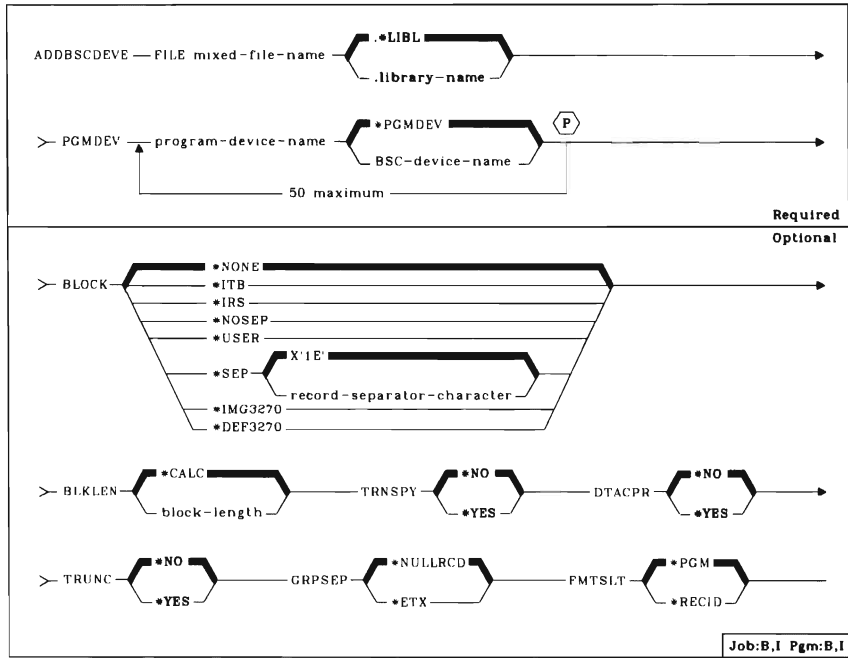 .*LIBL
ADDBSCDEVE FILE mixed-file-name
.library-name
*PGMDEV P
PGMDEV program-device-name
BSC-device-name
50 maximum
Required
Optional
*NONE
BLOCK *ITB
*IRS
*NOSEP
*USER
X'1E'
*SEP
record-separator-character
*IMG3270
*DEF3270
*CALC *NO *NO
BLKLEN TRNSPY DTACPR
block-length *YES *YES
*NO *NULLRCD *PGM
TRUNC GRPSEP FMTSLT
*YES *ETX *RECID
Job:B,I Pgm:B,I